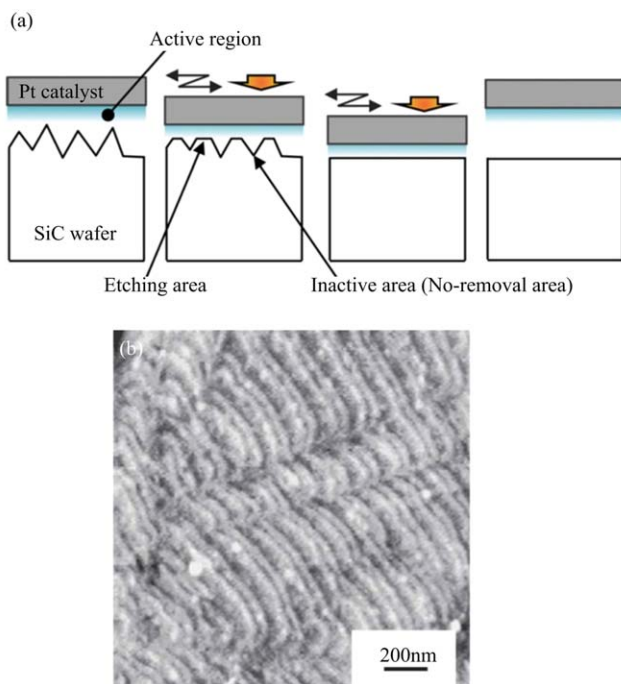 (a)
Active region
Pt catalyst
SiC wafer
Etching area
Inactive area (No-removal area)
(b)
200nm